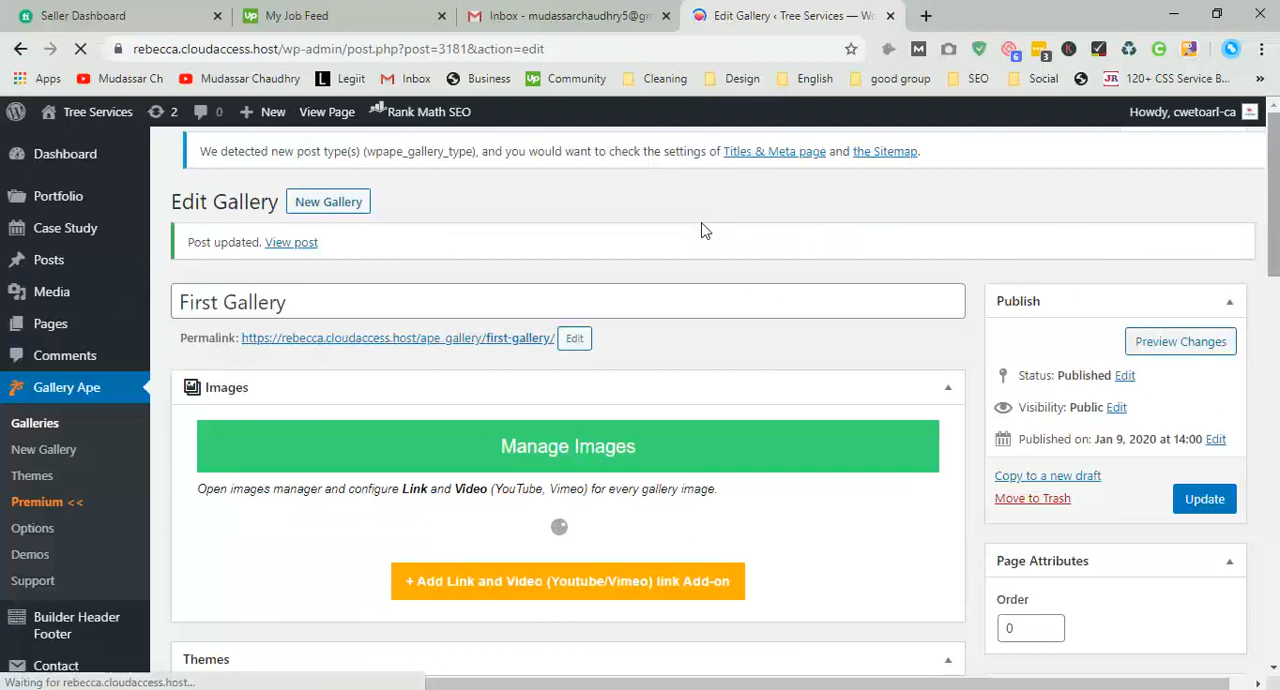 Seller Dashboard
My Job Feed
Inbox - mudassarchaudhry5@gm
Edit Gallery ‹ Tree Services — Wo
rebecca.cloudaccess.host/wp-admin/post.php?post=3181&action=edit
Apps
Mudassar Ch
Mudassar Chaudhry
Legiit
Inbox
Business
Community
Cleaning
Design
English
good group
SEO
Social
120+ CSS Service B...
Tree Services
2
0
New
View Page
Rank Math SEO
Howdy, cwetoarl-ca
We detected new post type(s) (wpape_gallery_type), and you would want to check the settings of Titles & Meta page and the Sitemap.
Dashboard
Portfolio
Case Study
Posts
Media
Pages
Comments
Gallery Ape
Galleries
New Gallery
Themes
Premium <<
Options
Demos
Support
Builder Header
Footer
Contact
Edit Gallery
New Gallery
Post updated. View post
First Gallery
Permalink: https://rebecca.cloudaccess.host/ape_gallery/first-gallery/ Edit
Images
Manage Images
Open images manager and configure Link and Video (YouTube, Vimeo) for every gallery image.
+ Add Link and Video (Youtube/Vimeo) link Add-on
Themes
Publish
Preview Changes
Status: Published Edit
Visibility: Public Edit
Published on: Jan 9, 2020 at 14:00 Edit
Copy to a new draft
Move to Trash
Update
Page Attributes
Order
0
Waiting for rebecca.cloudaccess.host...